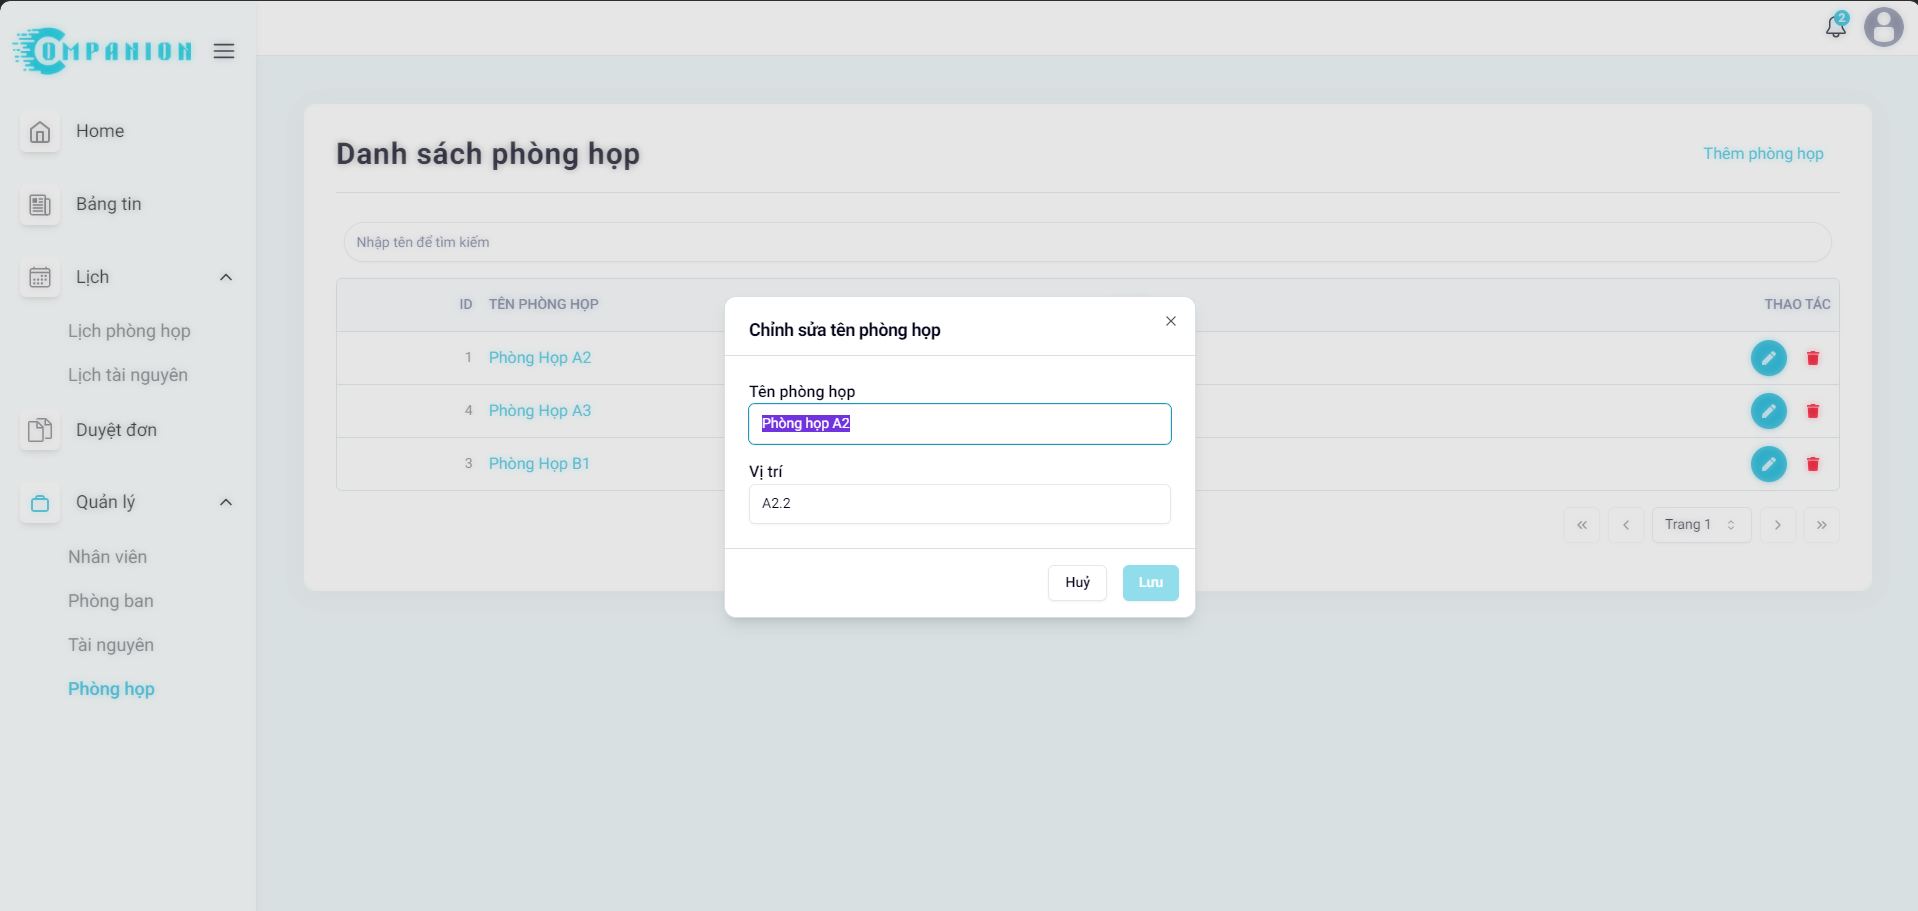 COMPANION
2
Home
Bảng tin
Lịch
Lịch phòng họp
Lịch tài nguyên
Duyệt đơn
Quản lý
Nhân viên
Phòng ban
Tài nguyên
Phòng họp
Danh sách phòng họp
Thêm phòng họp
Nhập tên để tìm kiếm
ID TÊN PHÒNG HỌP THAO TÁC
1 Phòng Họp A2
4 Phòng Họp A3
3 Phòng Họp B1
Trang 1
Chỉnh sửa tên phòng họp
Tên phòng họp
Phòng họp A2
Vị trí
A2.2
Huỷ Lưu